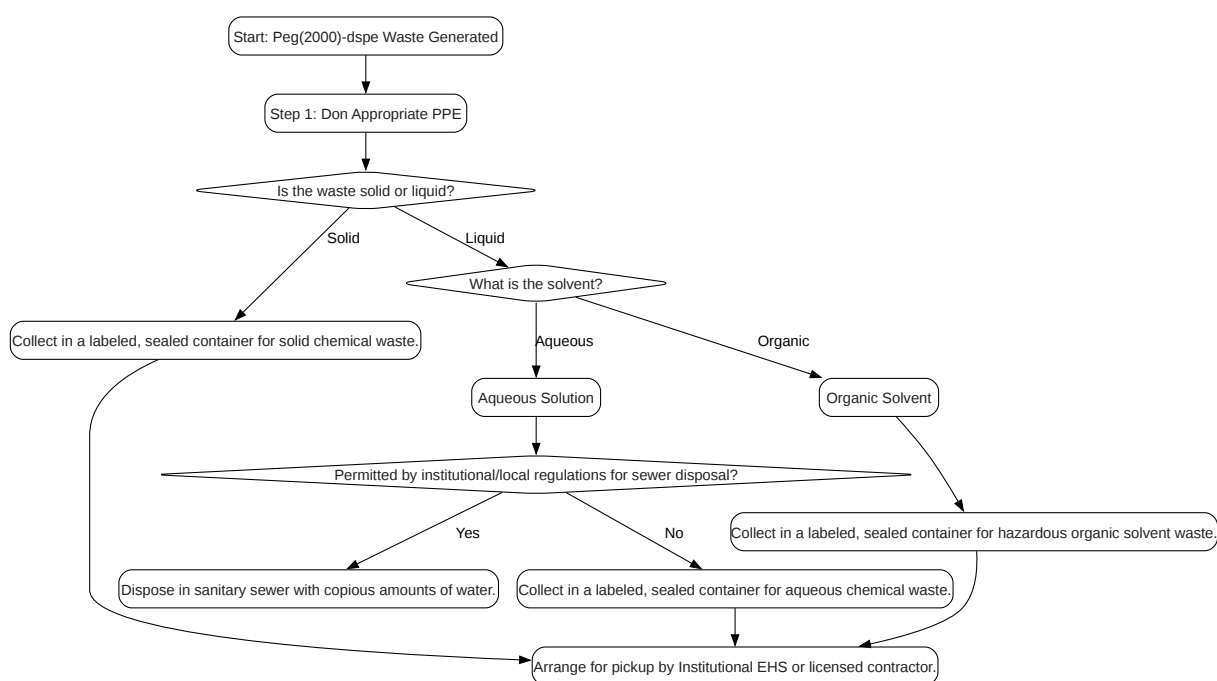 Start: Peg(2000)-dspe Waste Generated
Step 1: Don Appropriate PPE
Is the waste solid or liquid?
Solid
Liquid
What is the solvent?
Collect in a labeled, sealed container for solid chemical waste.
Aqueous
Organic
Aqueous Solution
Organic Solvent
Permitted by institutional/local regulations for sewer disposal?
Yes
No
Collect in a labeled, sealed container for hazardous organic solvent waste.
Dispose in sanitary sewer with copious amounts of water.
Collect in a labeled, sealed container for aqueous chemical waste.
Arrange for pickup by Institutional EHS or licensed contractor.